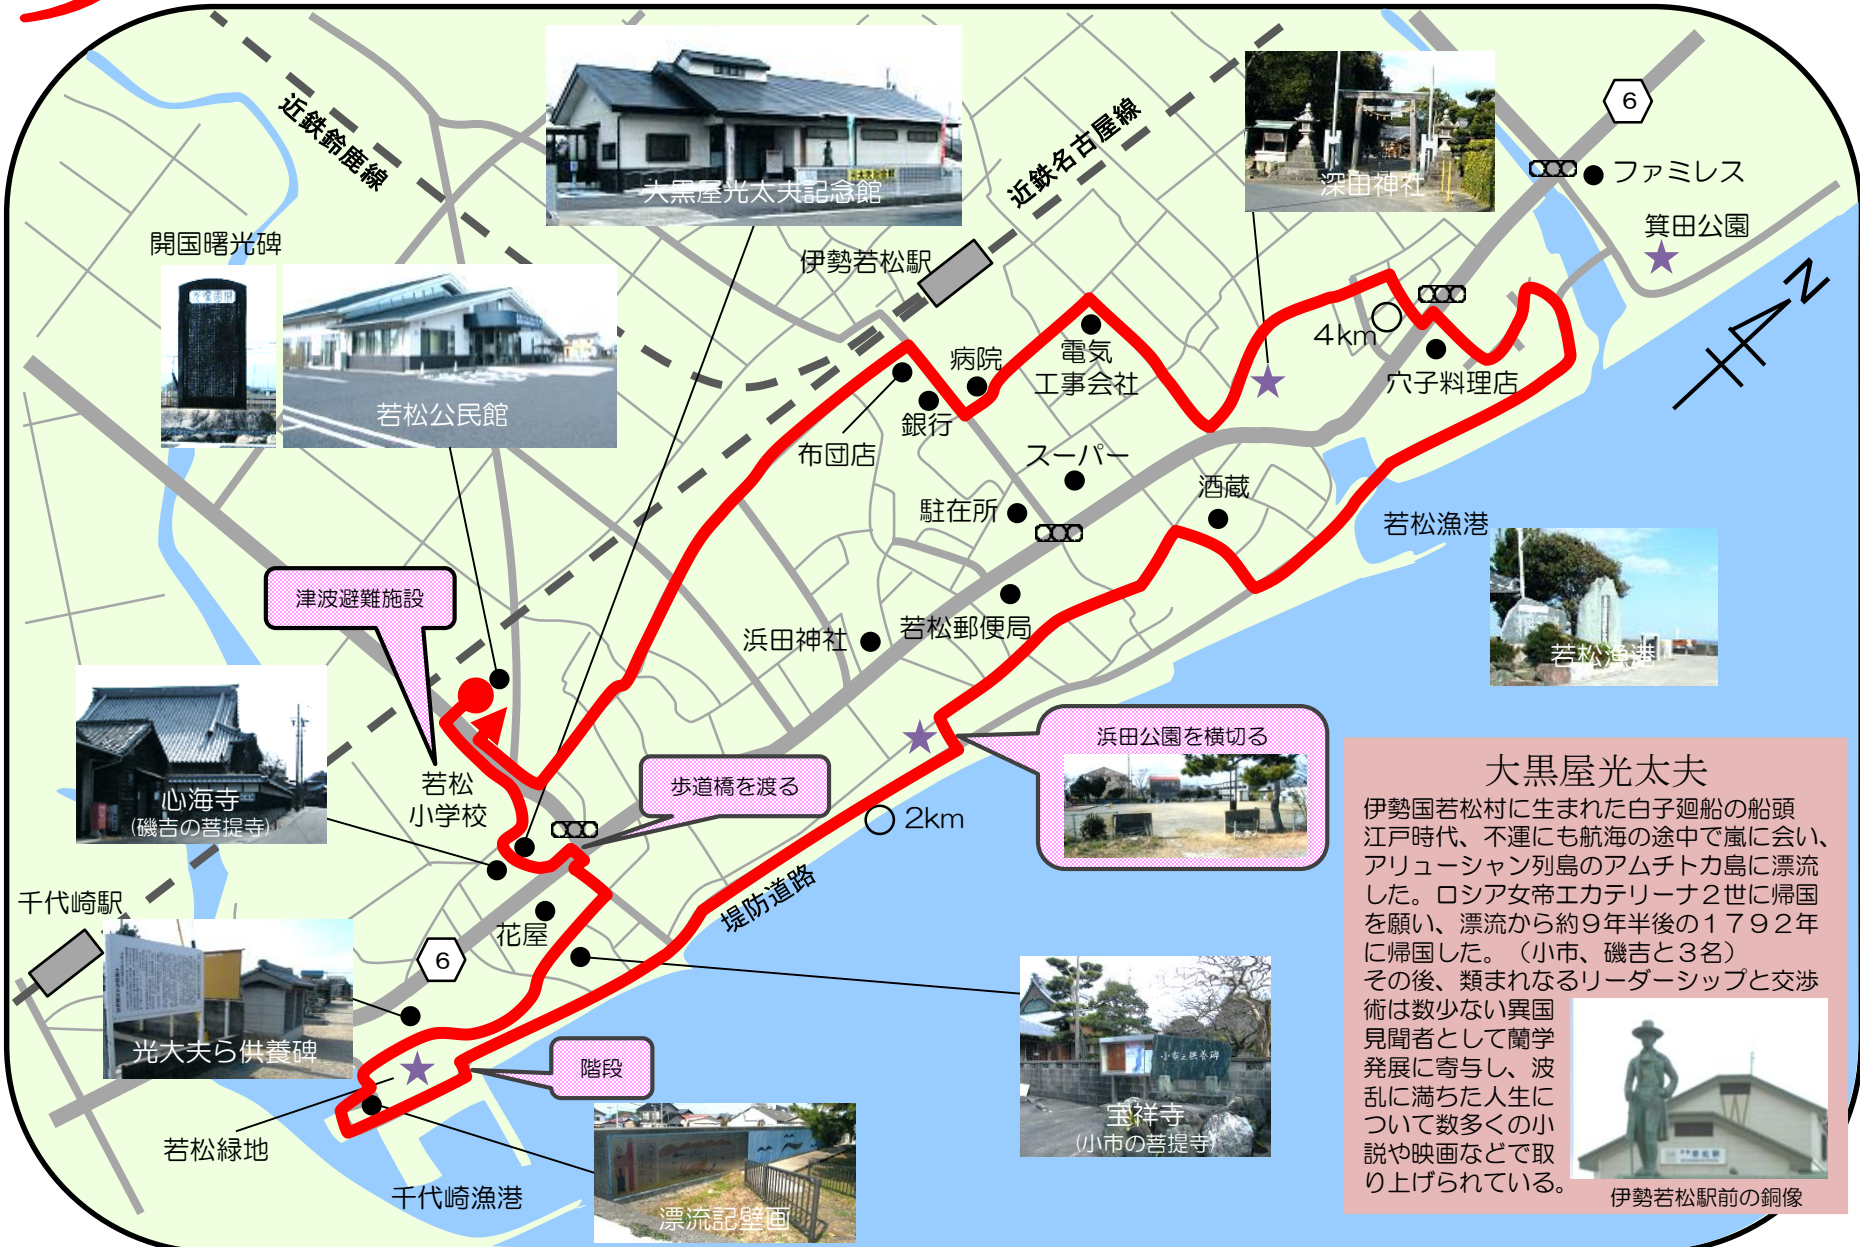 近鉄鈴鹿線
大黒屋光太夫記念館
近鉄名古屋線
深田神社
6
ファミレス
箕田公園
N
開国曙光碑
若松公民館
伊勢若松駅
病院
電気
工事会社
4km
穴子料理店
布団店
銀行
スーパー
駐在所
酒蔵
若松漁港
若松漁港
津波避難施設
浜田神社
若松郵便局
浜田公園を横切る
心海寺
(磯吉の菩提寺)
若松
小学校
歩道橋を渡る
2km
堤防道路
千代崎駅
花屋
6
光太夫ら供養碑
階段
若松緑地
千代崎漁港
漂流記壁画
小市之供養碑
宝祥寺
(小市の菩提寺)
大黒屋光太夫
伊勢国若松村に生まれた白子廻船の船頭
江戸時代、不運にも航海の途中で嵐に会い、
アリューシャン列島のアムチトカ島に漂流
した。ロシア女帝エカテリーナ2世に帰国
を願い、漂流から約9年半後の1792年
に帰国した。（小市、磯吉と3名）
その後、類まれなるリーダーシップと交渉
術は数少ない異国
見聞者として蘭学
発展に寄与し、波
乱に満ちた人生に
ついて数多くの小
説や映画などで取
り上げられている。
伊勢若松駅前の銅像